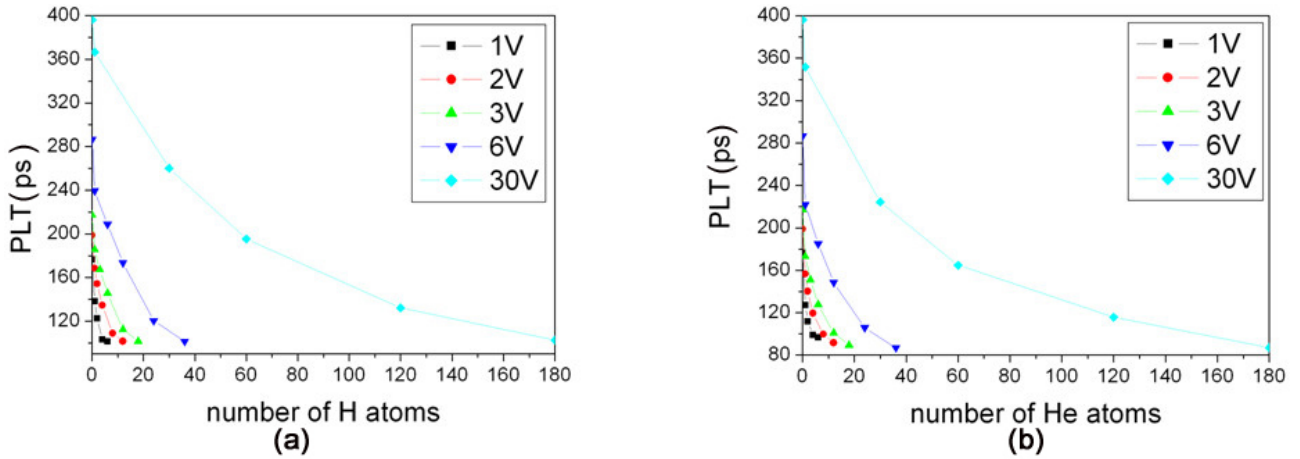 400
360
320
280
240
200
160
120
PLT(ps)
1V
2V
3V
6V
30V
0 20 40 60 80 100 120 140 160 180
number of H atoms
(a)
400
360
320
280
240
200
160
120
80
PLT (ps)
1V
2V
3V
6V
30V
0 20 40 60 80 100 120 140 160 180
number of He atoms
(b)